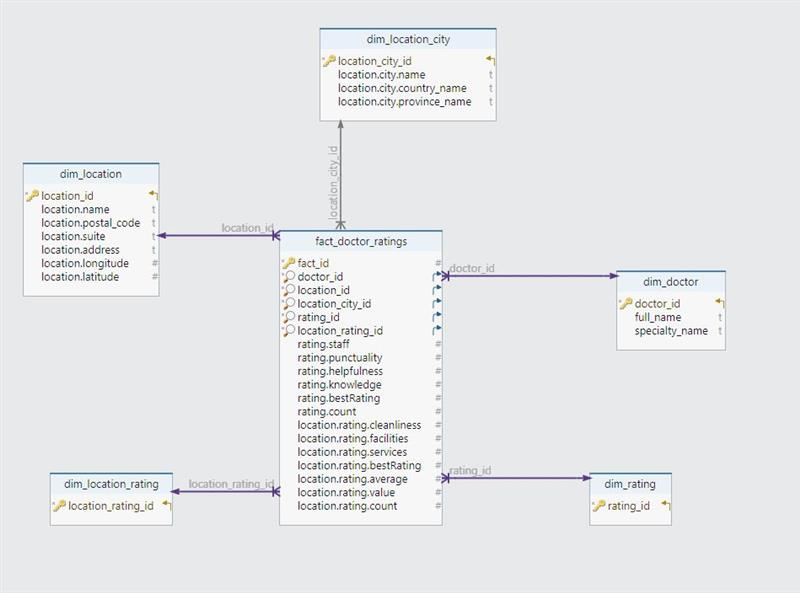 dim_location_city
location_city_id
location.city.name t
location.city.country_name t
location.city.province_name t
location_city_id
dim_location
location_id
location.name t
location.postal_code t
location.suite t
location.address t
location.longitude #
location.latitude #
location_id
fact_doctor_ratings
fact_id #
doctor_id
location_id
location_city_id
rating_id
location_rating_id
rating.staff #
rating.punctuality #
rating.helpfulness #
rating.knowledge #
rating.bestRating #
rating.count #
location.rating.cleanliness #
location.rating.facilities #
location.rating.services #
location.rating.bestRating #
location.rating.average #
location.rating.value #
location.rating.count #
doctor_id
dim_doctor
doctor_id
full_name t
specialty_name t
dim_location_rating
location_rating_id
location_rating_id
rating_id
dim_rating
rating_id